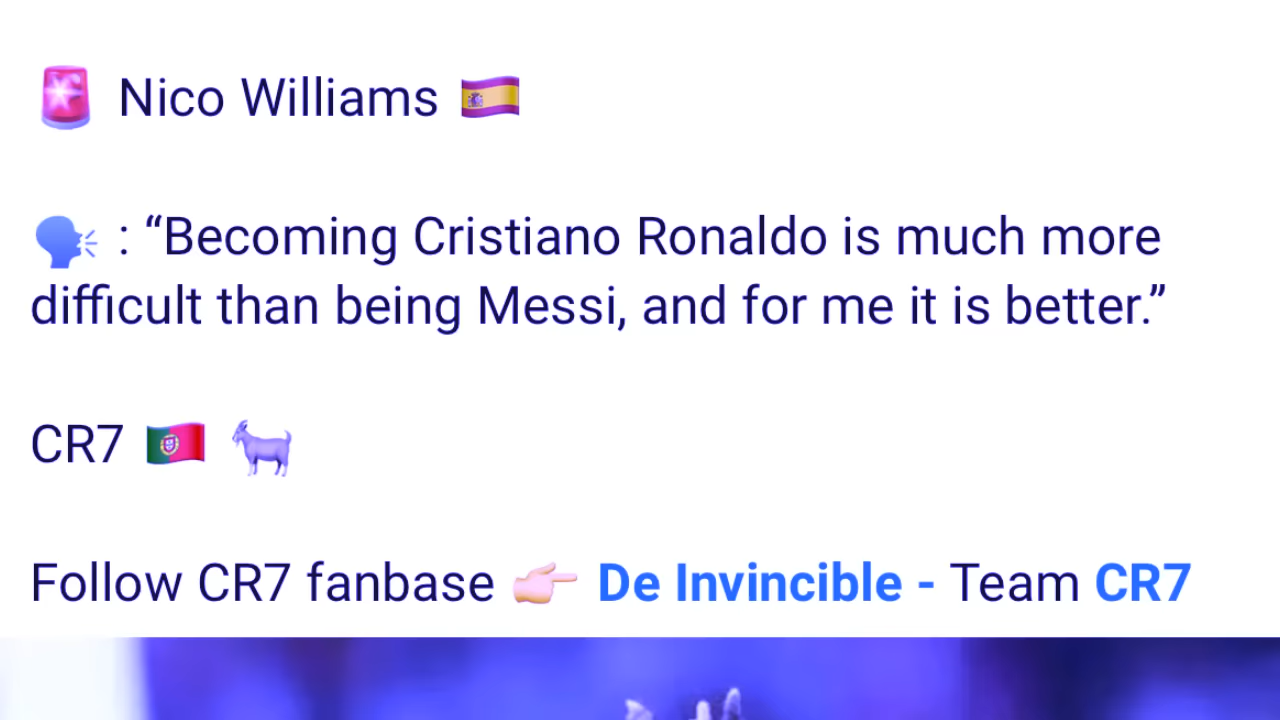 🚨 Nico Williams 🇪🇸
🗣️ : “Becoming Cristiano Ronaldo is much more
difficult than being Messi, and for me it is better.”
CR7 🇵🇹 🐐
Follow CR7 fanbase 👉 De Invincible - Team CR7